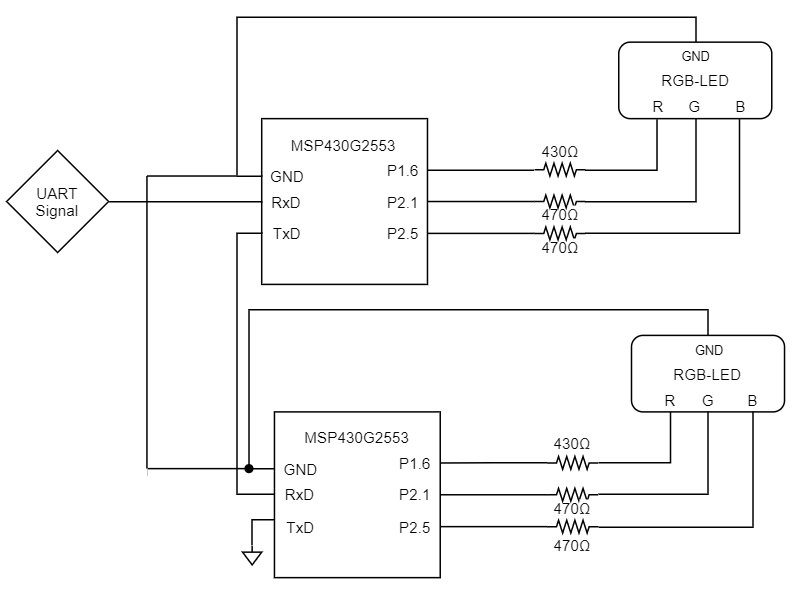 GND
RGB-LED
R G B
MSP430G2553
430Ω
P1.6
GND
UART
Signal
RxD
P2.1
470Ω
TxD
P2.5
470Ω
GND
RGB-LED
R G B
MSP430G2553
430Ω
P1.6
GND
RxD
P2.1
470Ω
TxD
P2.5
470Ω